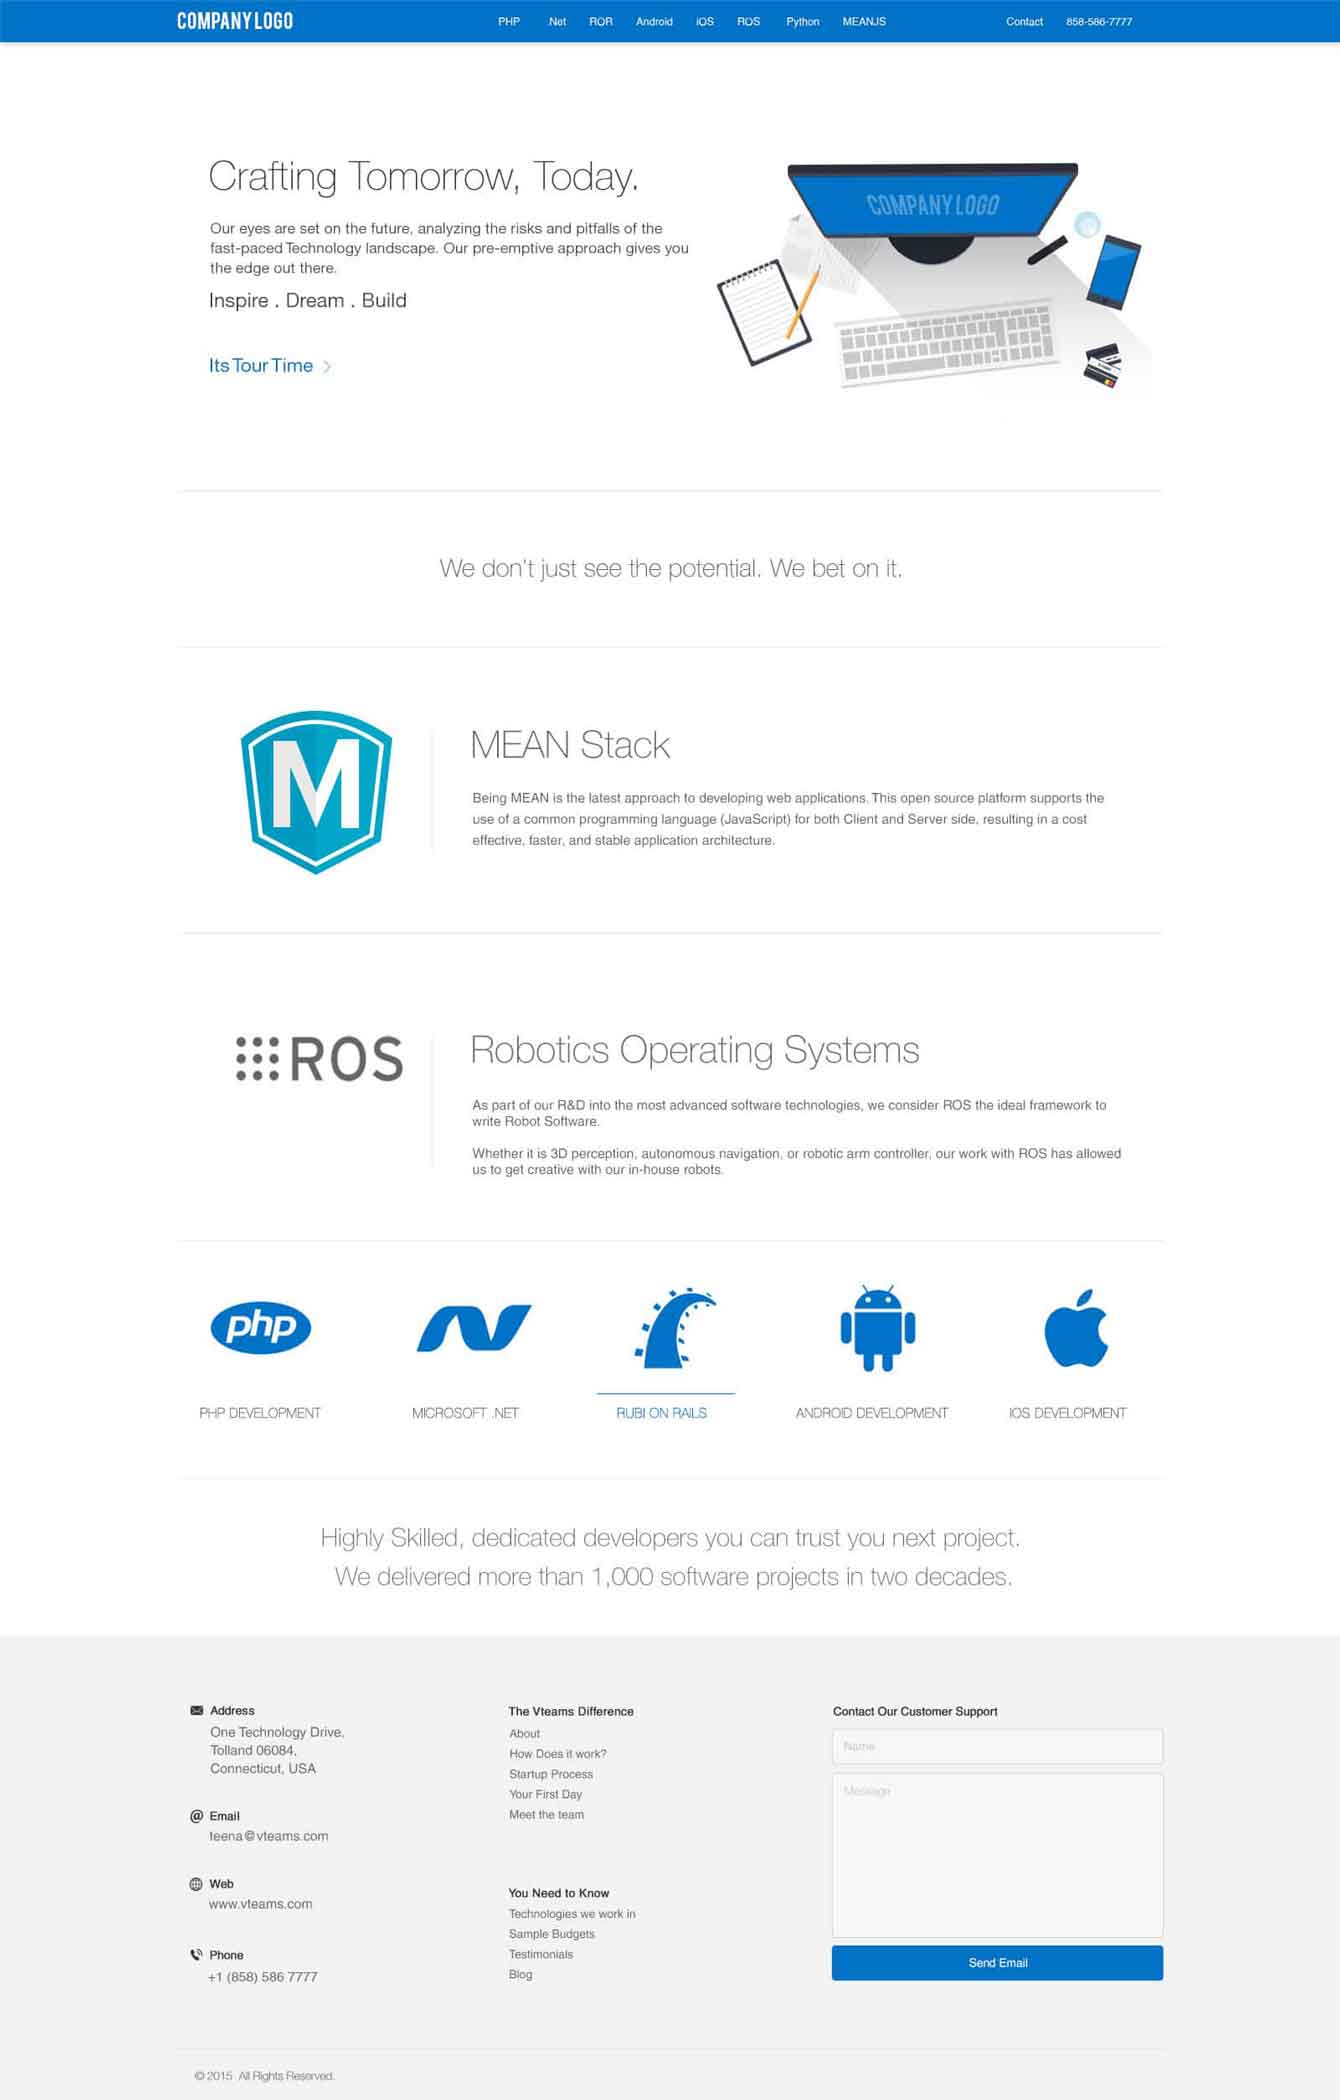 COMPANY LOGO
PHP .Net ROR Android iOS ROS Python MEANJS Contact 858-586-7777
Crafting Tomorrow, Today.
Our eyes are set on the future, analyzing the risks and pitfalls of the
fast-paced Technology landscape. Our pre-emptive approach gives you
the edge out there.
Inspire . Dream . Build
Its Tour Time
COMPANY LOGO
We don't just see the potential. We bet on it.
M
MEAN Stack
Being MEAN is the latest approach to developing web applications. This open source platform supports the
use of a common programming language (JavaScript) for both Client and Server side, resulting in a cost
effective, faster, and stable application architecture.
ROS
Robotics Operating Systems
As part of our R&D into the most advanced software technologies, we consider ROS the ideal framework to
write Robot Software.
Whether it is 3D perception, autonomous navigation, or robotic arm controller, our work with ROS has allowed
us to get creative with our in-house robots.
php
PHP DEVELOPMENT
MICROSOFT .NET
RUBI ON RAILS
ANDROID DEVELOPMENT
IOS DEVELOPMENT
Highly Skilled, dedicated developers you can trust you next project.
We delivered more than 1,000 software projects in two decades.
Address
One Technology Drive,
Tolland 06084,
Connecticut, USA
@ Email
teena@vteams.com
Web
www.vteams.com
Phone
+1 (858) 586 7777
The Vteams Difference
About
How Does it work?
Startup Process
Your First Day
Meet the team
You Need to Know
Technologies we work in
Sample Budgets
Testimonials
Blog
Contact Our Customer Support
Name
Message
Send Email
© 2015 All Rights Reserved.